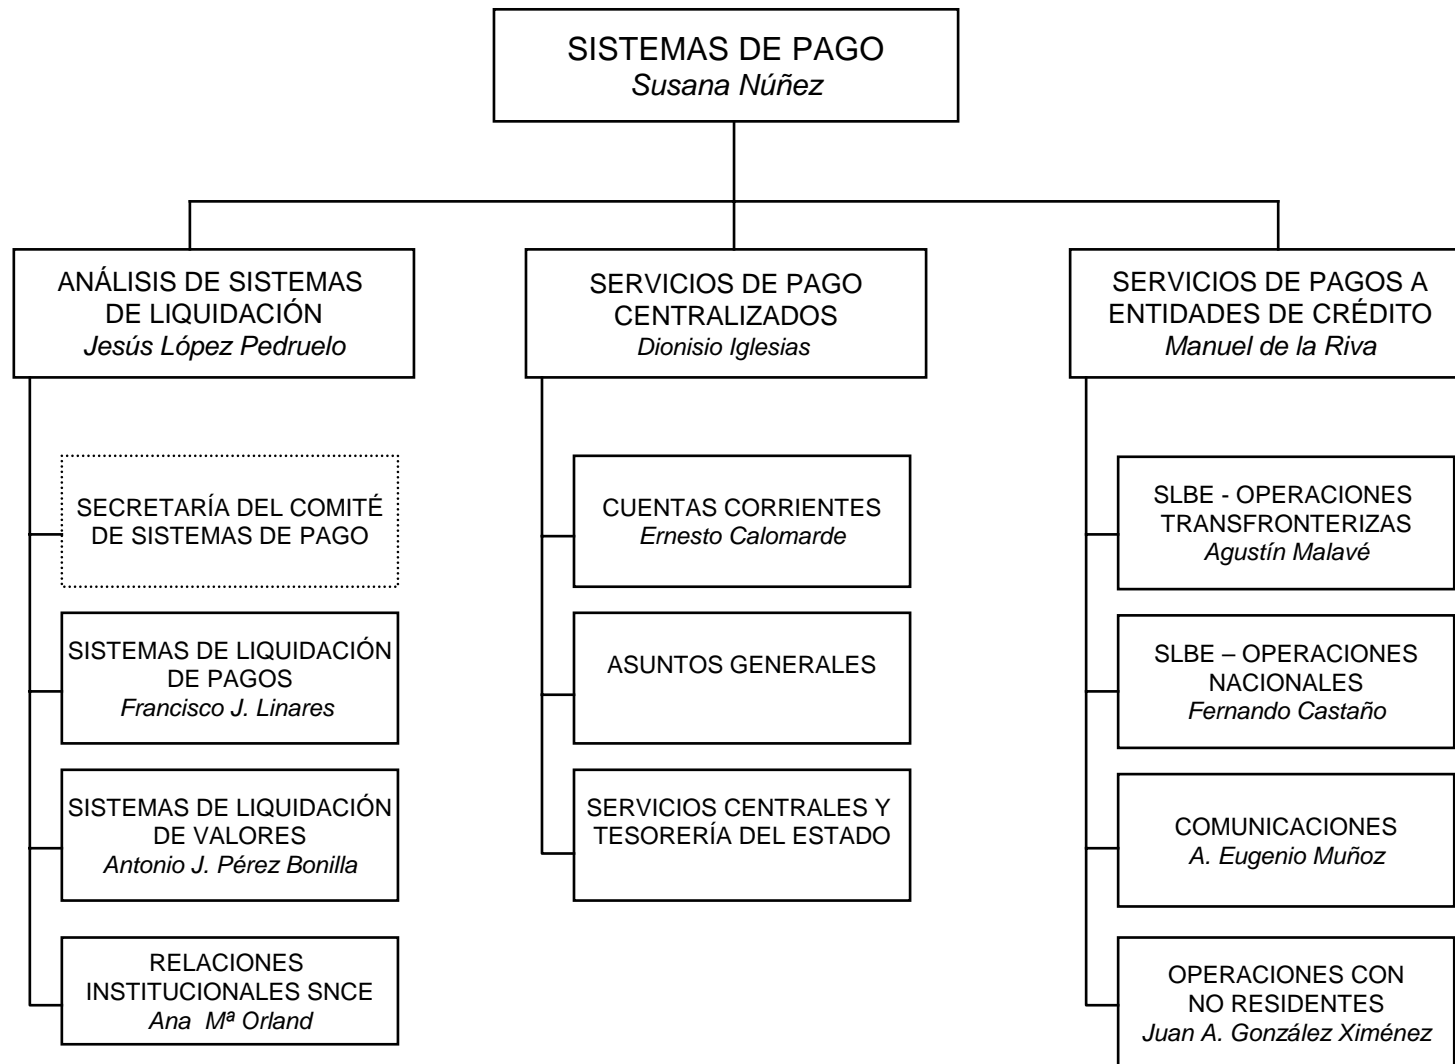 SISTEMAS DE PAGO
Susana Núñez
ANÁLISIS DE SISTEMAS
DE LIQUIDACIÓN
Jesús López Pedruelo
SECRETARÍA DEL COMITÉ
DE SISTEMAS DE PAGO
SISTEMAS DE LIQUIDACIÓN
DE PAGOS
Francisco J. Linares
SISTEMAS DE LIQUIDACIÓN
DE VALORES
Antonio J. Pérez Bonilla
RELACIONES
INSTITUCIONALES SNCE
Ana Mª Orland
SERVICIOS DE PAGO
CENTRALIZADOS
Dionisio Iglesias
CUENTAS CORRIENTES
Ernesto Calomarde
ASUNTOS GENERALES
SERVICIOS CENTRALES Y
TESORERÍA DEL ESTADO
SERVICIOS DE PAGOS A
ENTIDADES DE CRÉDITO
Manuel de la Riva
SLBE - OPERACIONES
TRANSFRONTERIZAS
Agustín Malavé
SLBE – OPERACIONES
NACIONALES
Fernando Castaño
COMUNICACIONES
A. Eugenio Muñoz
OPERACIONES CON
NO RESIDENTES
Juan A. González Ximénez